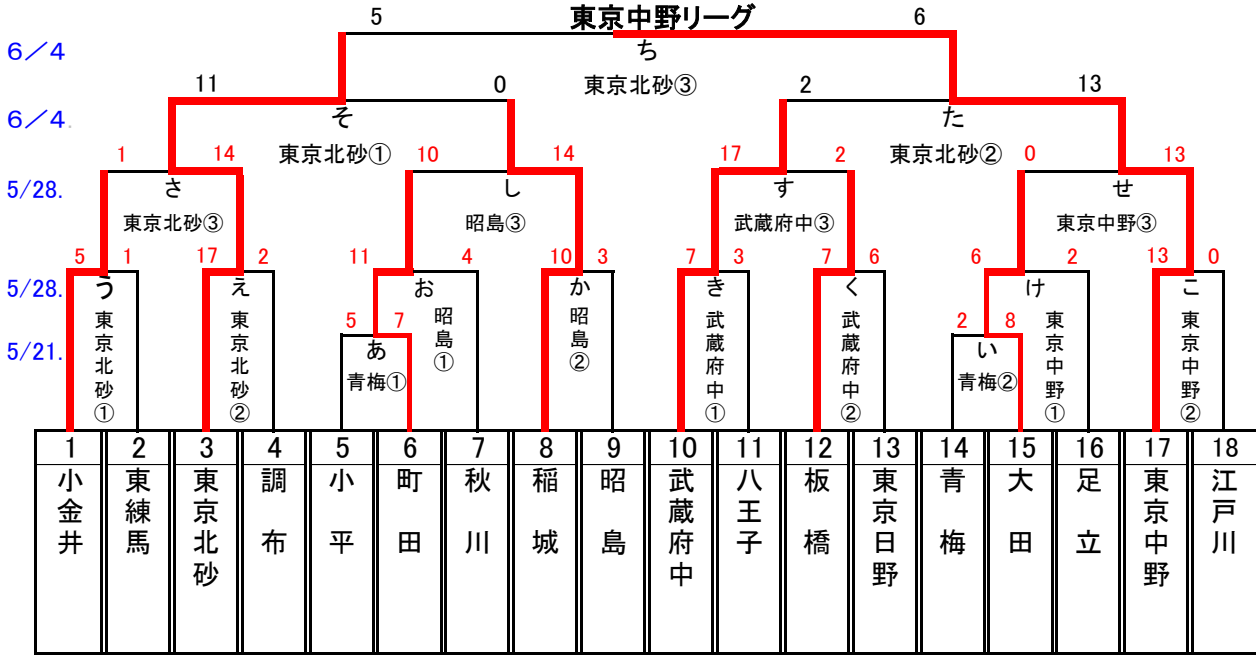 東京中野リーグ
5 6
6／4 ち
東京北砂③
11 0 2 13
6／4. そ た
東京北砂① 東京北砂②
1 14 10 14 17 2 0 13
5/28. さ し す せ
東京北砂③ 昭島③ 武蔵府中③ 東京中野③
5 1 17 2 11 4 10 3 7 3 7 6 6 2 13 0
5/28. う え お か き く け こ
東京北砂① 東京北砂② 昭島① 昭島② 武蔵府中① 武蔵府中② 東京中野① 東京中野②
5 7 2 8
5/21. あ い
青梅① 青梅②
1 2 3 4 5 6 7 8 9 10 11 12 13 14 15 16 17 18
小金井
東練馬
東京北砂
調布
小平
町田
秋川
稲城
昭島
武蔵府中
八王子
板橋
東京日野
青梅
大田
足立
東京中野
江戸川